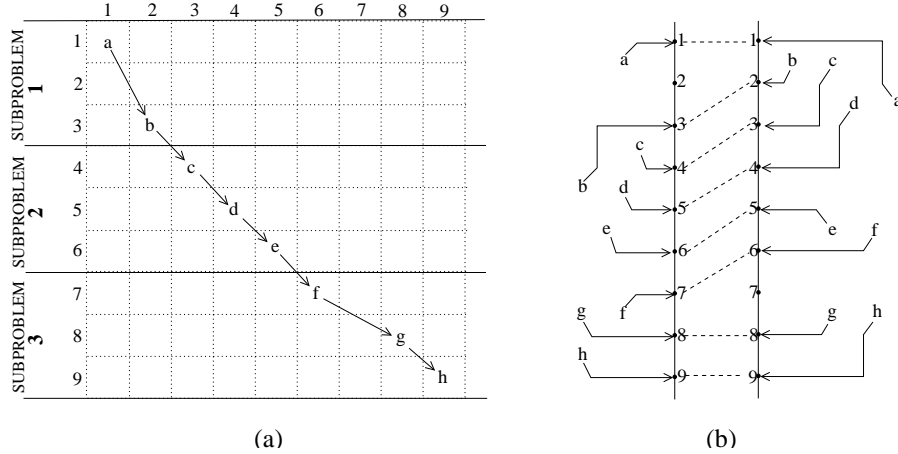 1 2 3 4 5 6 7 8 9
SUBPROBLEM 1
1 a
2
3 b
SUBPROBLEM 2
4 c
5 d
6 e
SUBPROBLEM 3
7 f
8 g
9 h
(a)
1 1
a
a
2 2
b
b
3 3
c
c
4 4
d
d
5 5
e
e
6 6
f
f
7 7
g
g
8 8
h
h
9 9
(b)